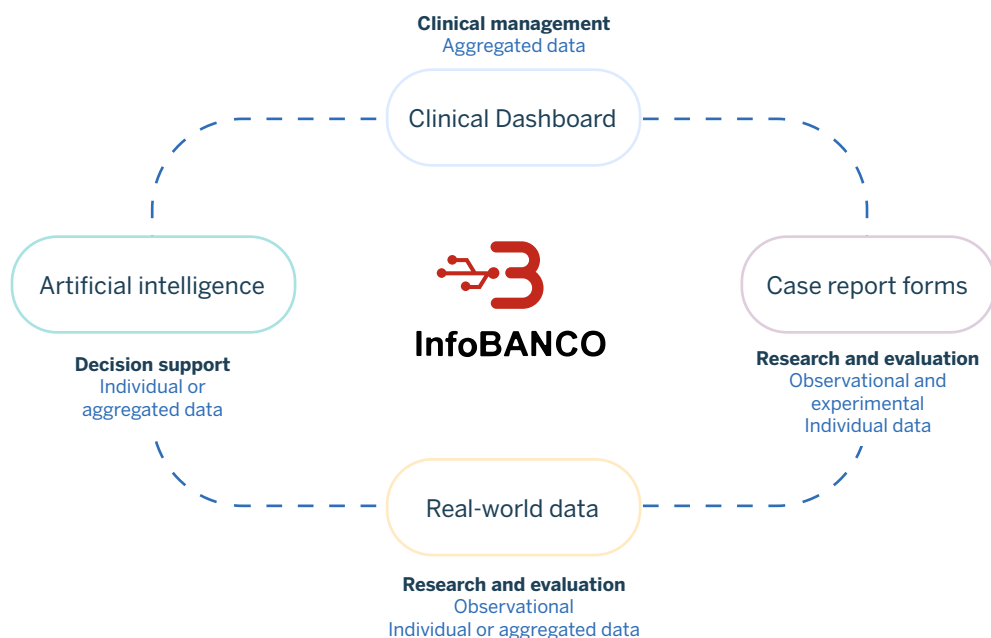 Clinical management
Aggregated data
Clinical Dashboard
Artificial intelligence
Decision support
Individual or
aggregated data
InfoBANCO
Case report forms
Research and evaluation
Observational and
experimental
Individual data
Real-world data
Research and evaluation
Observational
Individual or aggregated data